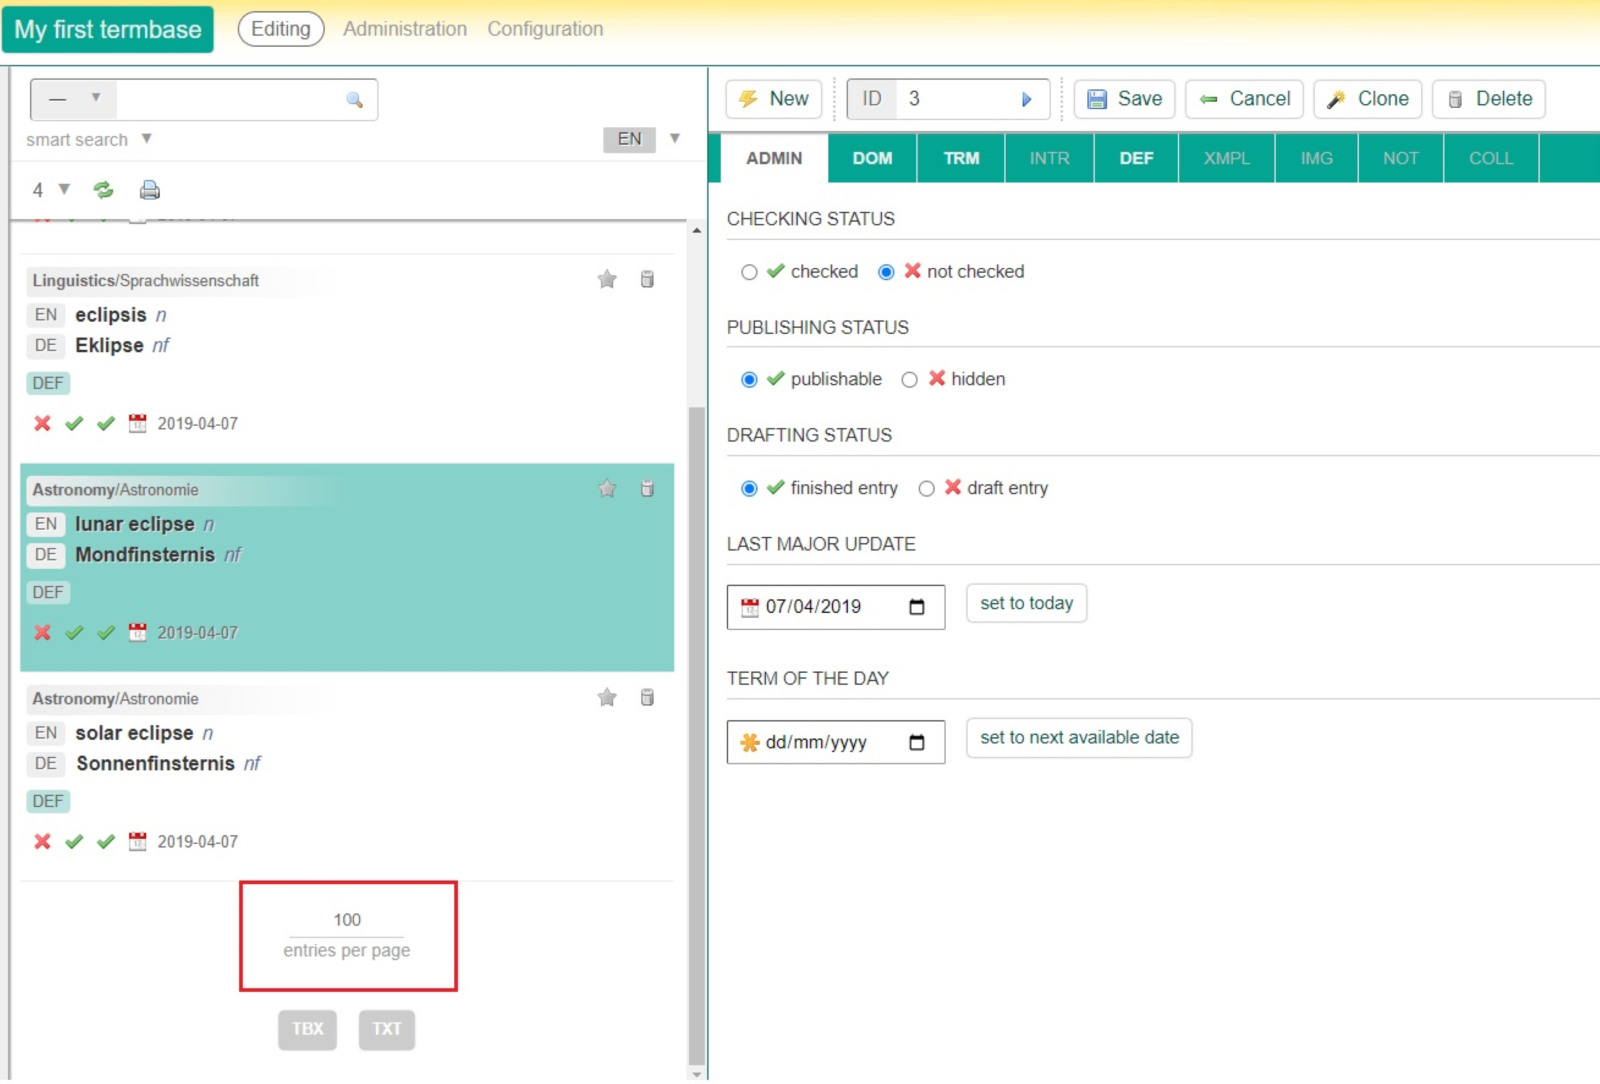 My first termbase Editing Administration Configuration
—
smart search EN
4
Linguistics/Sprachwissenschaft
EN eclipsis n
DE Eklipse nf
DEF
2019-04-07
Astronomy/Astronomie
EN lunar eclipse n
DE Mondfinsternis nf
DEF
2019-04-07
Astronomy/Astronomie
EN solar eclipse n
DE Sonnenfinsternis nf
DEF
2019-04-07
100
entries per page
TBX TXT
New ID 3 Save Cancel Clone Delete
ADMIN DOM TRM INTR DEF XMPL IMG NOT COLL
CHECKING STATUS
checked not checked
PUBLISHING STATUS
publishable hidden
DRAFTING STATUS
finished entry draft entry
LAST MAJOR UPDATE
07/04/2019 set to today
TERM OF THE DAY
dd/mm/yyyy set to next available date